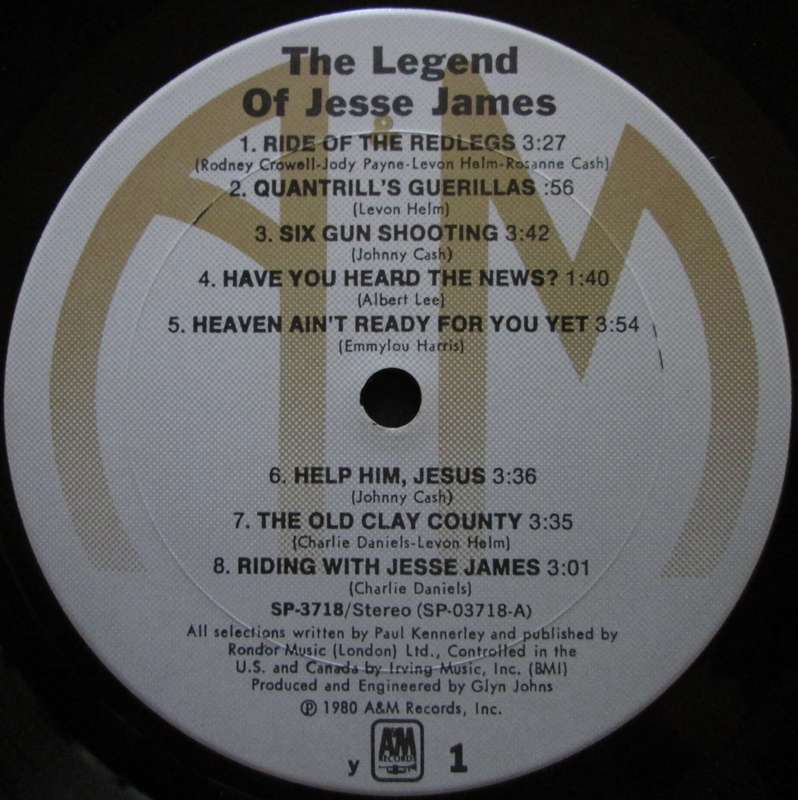 The Legend
Of Jesse James
1. RIDE OF THE REDLEGS 3:27
(Rodney Crowell-Jody Payne-Levon Helm-Rosanne Cash)
2. QUANTRILL'S GUERILLAS :56
(Levon Helm)
3. SIX GUN SHOOTING 3:42
(Johnny Cash)
4. HAVE YOU HEARD THE NEWS? 1:40
(Albert Lee)
5. HEAVEN AIN'T READY FOR YOU YET 3:54
(Emmylou Harris)
6. HELP HIM, JESUS 3:36
(Johnny Cash)
7. THE OLD CLAY COUNTY 3:35
(Charlie Daniels-Levon Helm)
8. RIDING WITH JESSE JAMES 3:01
(Charlie Daniels)
SP-3718/Stereo (SP-03718-A)
All selections written by Paul Kennerley and published by
Rondor Music (London) Ltd., Controlled in the
U.S. and Canada by Irving Music, Inc. (BMI)
Produced and Engineered by Glyn Johns
℗ 1980 A&M Records, Inc.
y A&M RECORDS 1